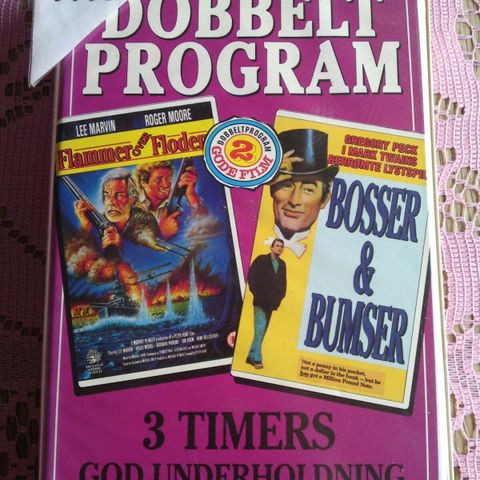 DOBBELT
PROGRAM
LEE MARVIN ROGER MOORE
Flammer over Floden
DOBBELTPROGRAM
2
GODE FILM
GREGORY PECK
I MARK TWAINS
BERØMTE LYSTSPIL
BOSSER
&
BUMSER
Not a penny in his pocket,
not a dollar in the bank – but he
has got a Million Pound Note.
3 TIMERS
GOD UNDERHOLDNING